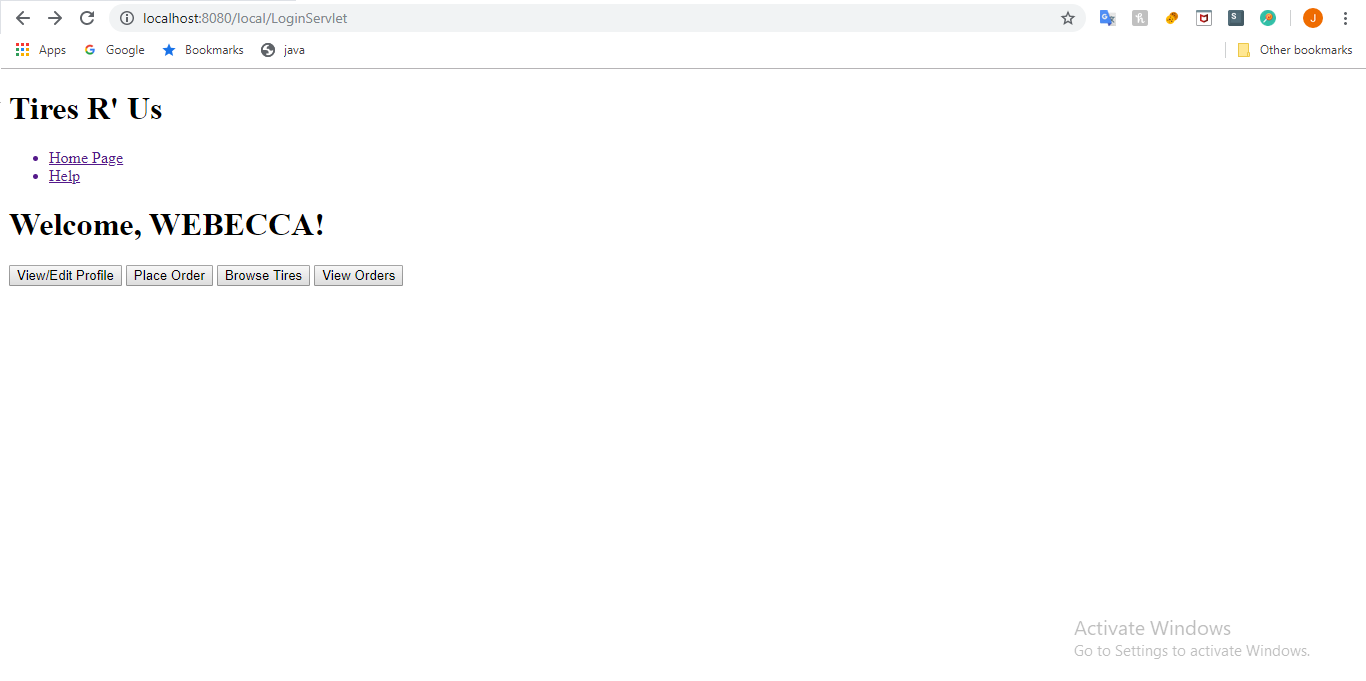 localhost:8080/local/LoginServlet
Apps Google Bookmarks java Other bookmarks
Tires R' Us
Home Page
Help
Welcome, WEBECCA!
View/Edit Profile Place Order Browse Tires View Orders
Activate Windows
Go to Settings to activate Windows.